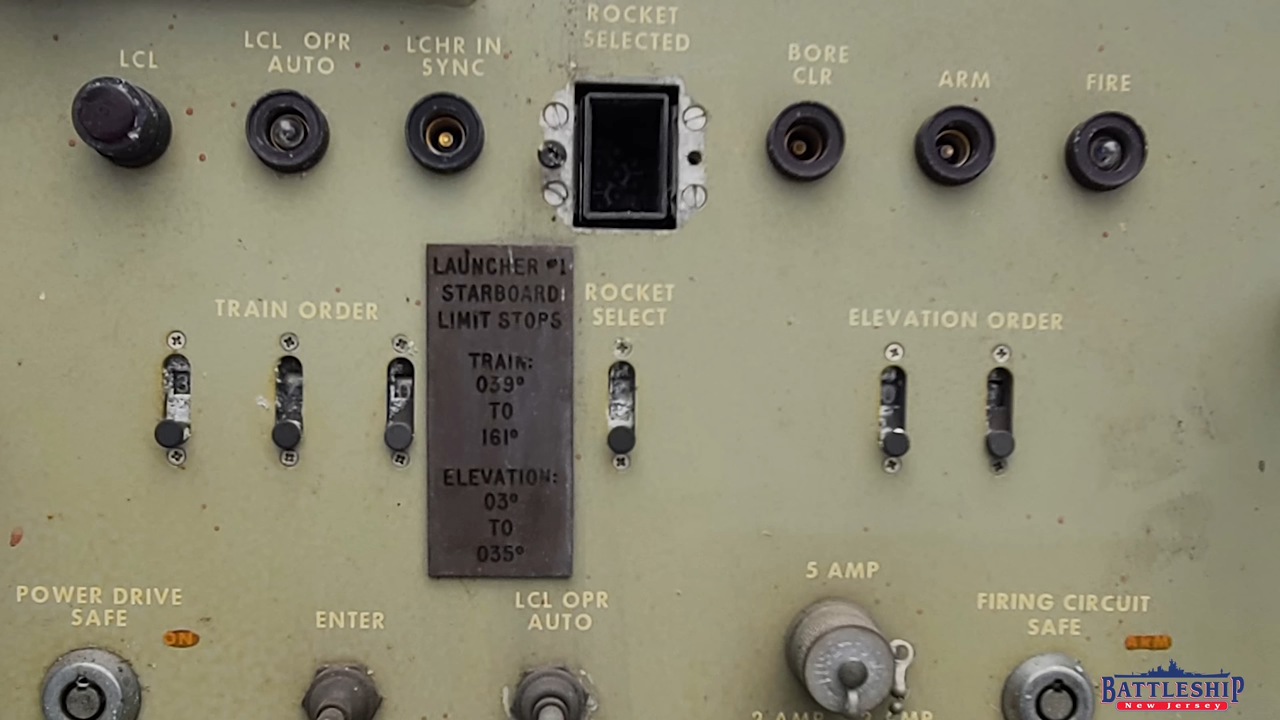 LCL
LCL OPR
AUTO
LCHR IN
SYNC
ROCKET
SELECTED
BORE
CLR
ARM
FIRE
TRAIN ORDER
LAUNCHER #1
STARBOARD
LIMIT STOPS
TRAIN:
039°
TO
161°
ELEVATION:
03°
TO
035°
ROCKET
SELECT
ELEVATION ORDER
POWER DRIVE
SAFE
ON
ENTER
LCL OPR
AUTO
5 AMP
FIRING CIRCUIT
SAFE
ARM
BATTLESHIP
New Jersey